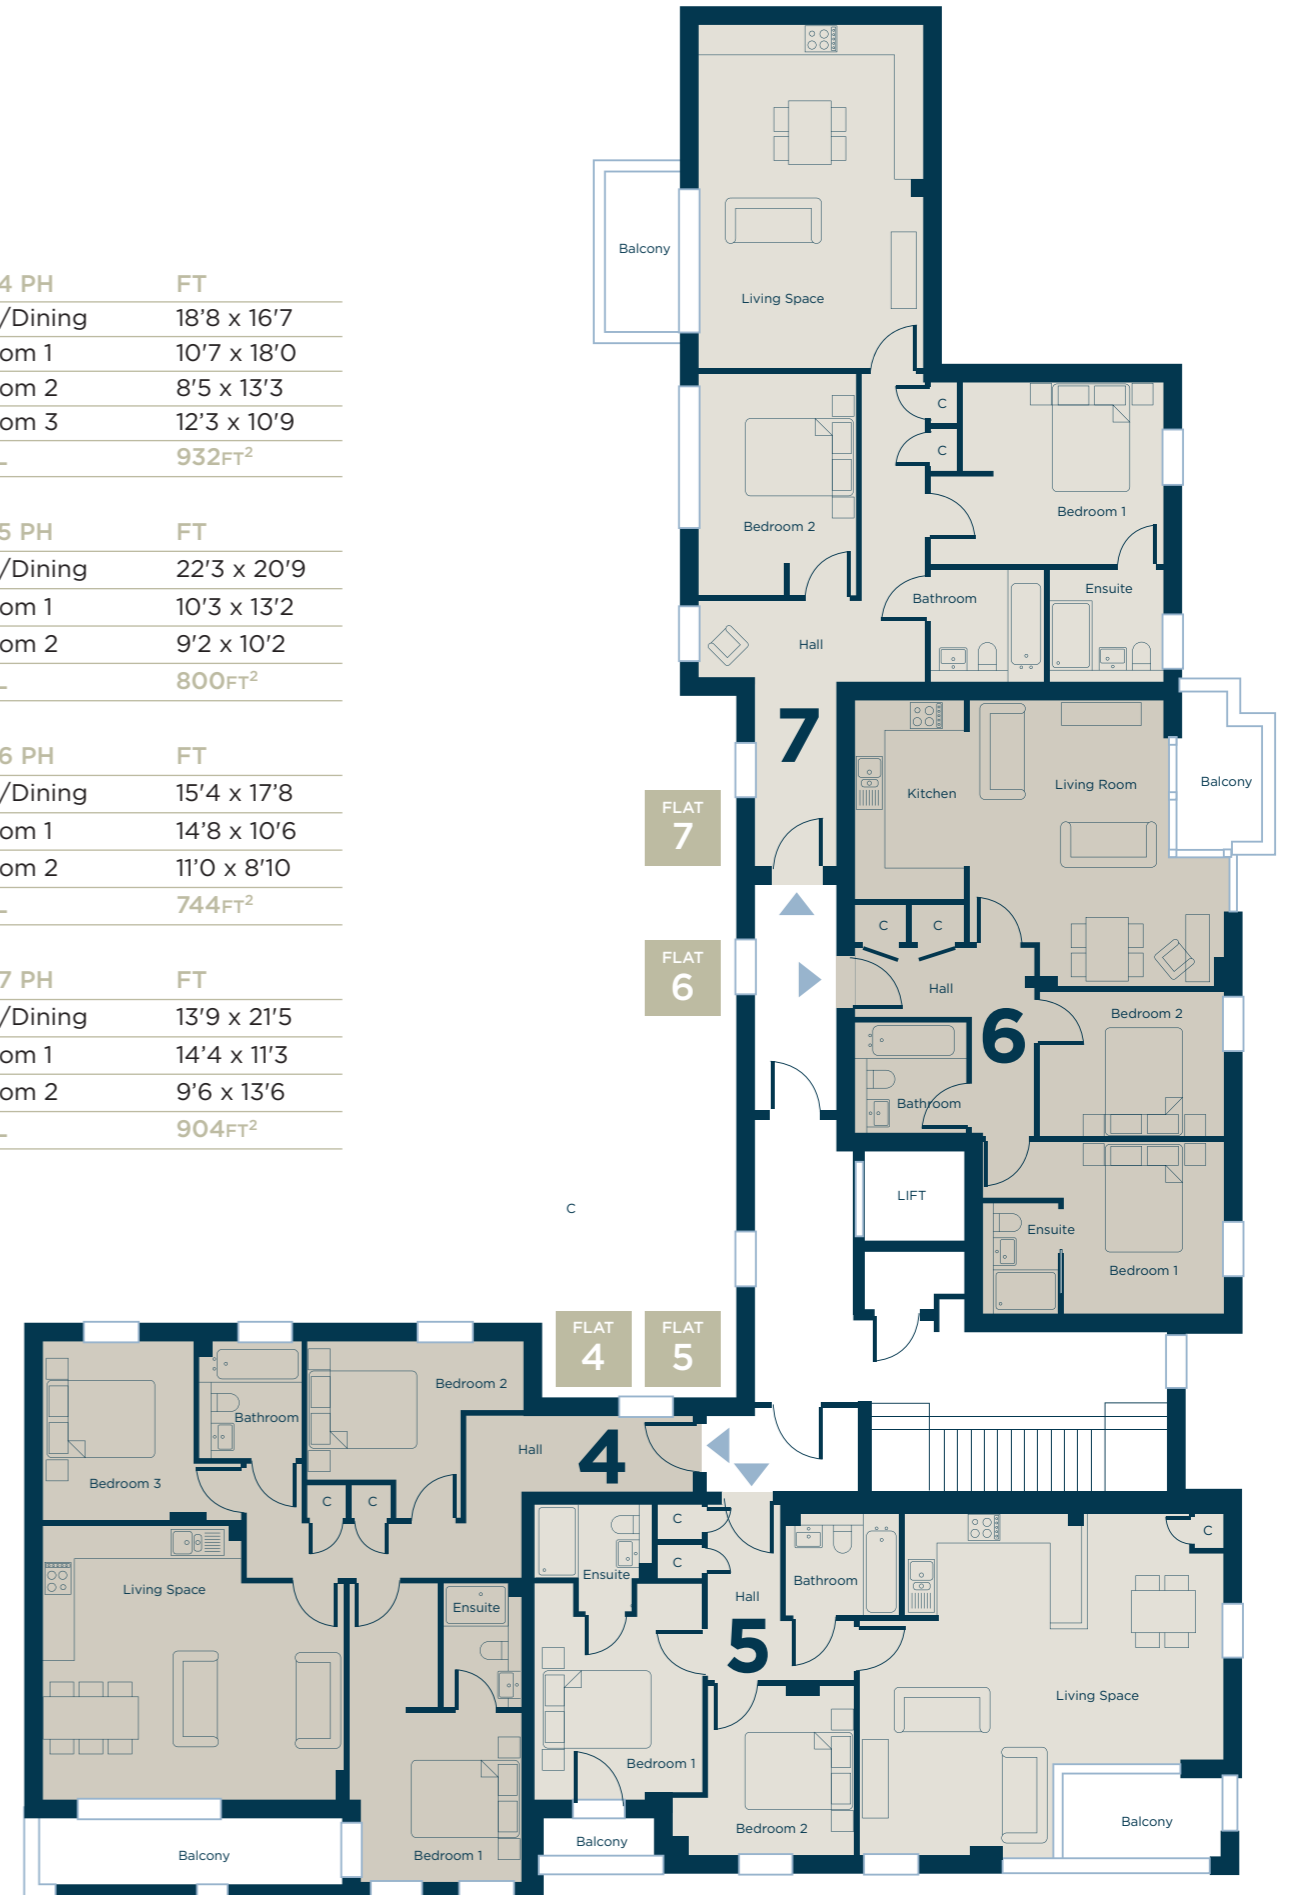 4 PH FT
/Dining 18'8 x 16'7
om 1 10'7 x 18'0
om 2 8'5 x 13'3
om 3 12’3 x 10'9
L 932FT²
5 PH FT
/Dining 22'3 x 20'9
om 1 10'3 x 13'2
om 2 9'2 x 10'2
L 800FT²
6 PH FT
/Dining 15'4 x 17’8
om 1 14'8 x 10'6
om 2 11’0 x 8'10
L 744FT²
7 PH FT
/Dining 13'9 x 21'5
om 1 14’4 x 11'3
om 2 9’6 x 13'6
L 904FT²
Balcony
Living Space
C
C
Bedroom 1
Bedroom 2
Bathroom
Ensuite
Hall
7
FLAT
7
Kitchen
Living Room
Balcony
C
C
FLAT
6
Hall
6
Bedroom 2
Bathroom
LIFT
Ensuite
Bedroom 1
C
FLAT
4
FLAT
5
Bedroom 3
Bathroom
Bedroom 2
Hall
4
C
C
Living Space
Ensuite
Balcony
Bedroom 1
C
C
Ensuite
Hall
5
Bathroom
C
Living Space
Bedroom 1
Balcony
Bedroom 2
Balcony